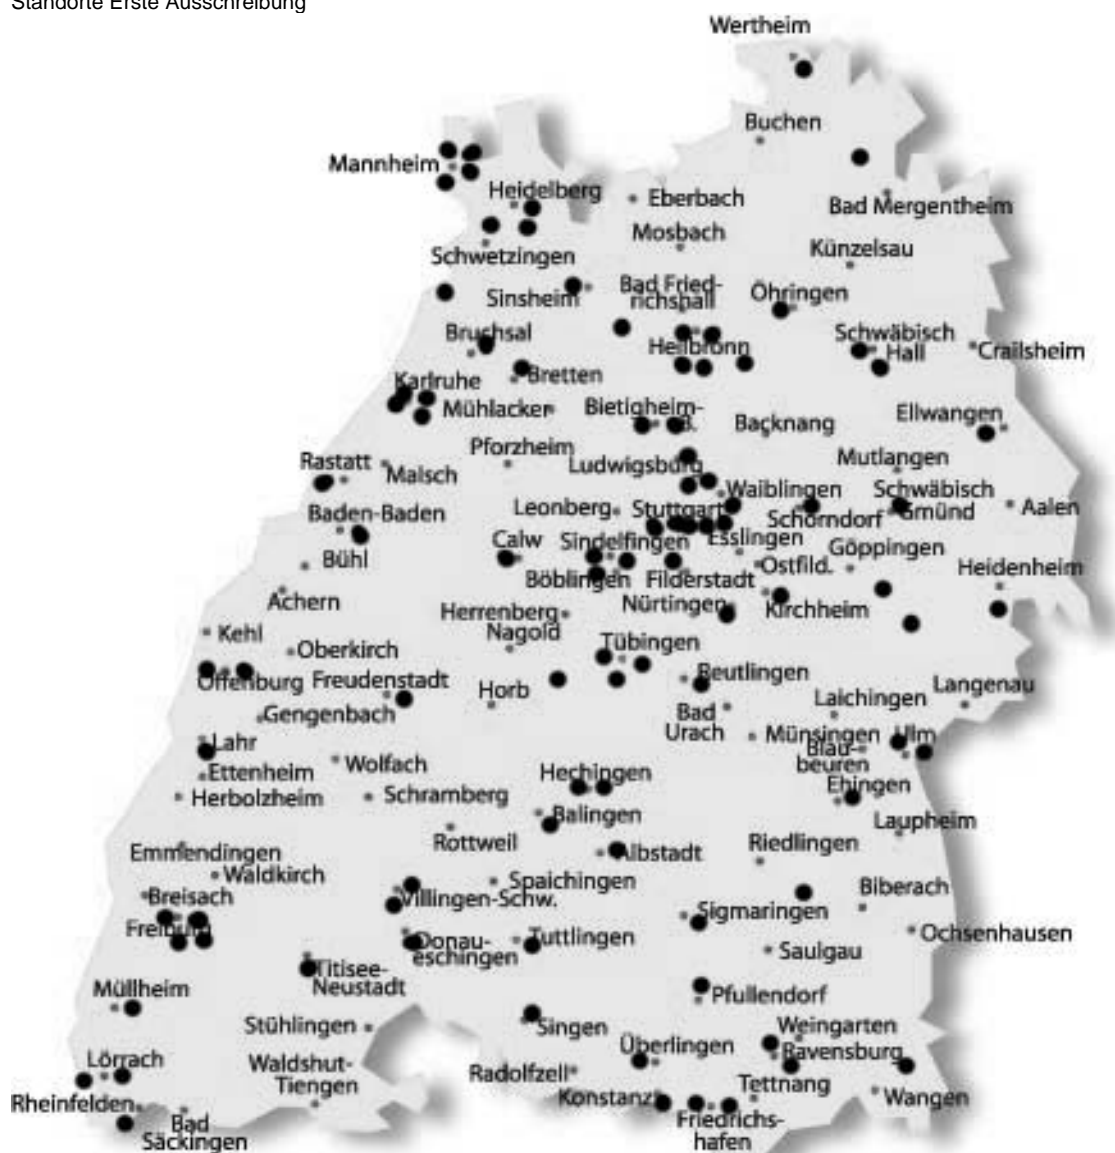 Standorte Erste Ausschreibung
Wertheim
Buchen
Mannheim
Heidelberg
Eberbach
Bad Mergentheim
Mosbach
Künzelsau
Schwetzingen
Sinsheim
Bad Fried-
richshall
Öhringen
Bruchsal
Heilbronn
Schwäbisch
Hall
Crailsheim
Karlruhe
Bretten
Mühlacker
Bietigheim-
B.
Backnang
Ellwangen
Pforzheim
Mutlangen
Rastatt
Malsch
Ludwigsburg
Waiblingen
Schwäbisch
Gmünd
Aalen
Baden-Baden
Leonberg
Stuttgart
Schorndorf
Calw
Sindelfingen
Esslingen
Göppingen
Bühl
Böblingen
Filderstadt
Ostfild.
Heidenheim
Achern
Herrenberg
Nürtingen
Kirchheim
Kehl
Nagold
Oberkirch
Tübingen
Offenburg
Freudenstadt
Horb
Reutlingen
Langenau
Gengenbach
Bad
Urach
Laichingen
Lahr
Münsingen
Ulm
Blau-
beuren
Ettenheim
Wolfach
Hechingen
Ehingen
Herbolzheim
Schramberg
Balingen
Laupheim
Rottweil
Emmendingen
Albstadt
Riedlingen
Waldkirch
Spaichingen
Biberach
Breisach
Villingen-Schw.
Sigmaringen
Freiburg
Donau-
eschingen
Tuttlingen
Saulgau
Ochsenhausen
Titisee-
Neustadt
Müllheim
Pfullendorf
Stühlingen
Singen
Weingarten
Überlingen
Ravensburg
Lörrach
Waldshut-
Tiengen
Radolfzell
Tettnang
Rheinfelden
Konstanz
Wangen
Bad
Säckingen
Friedrichs-
hafen